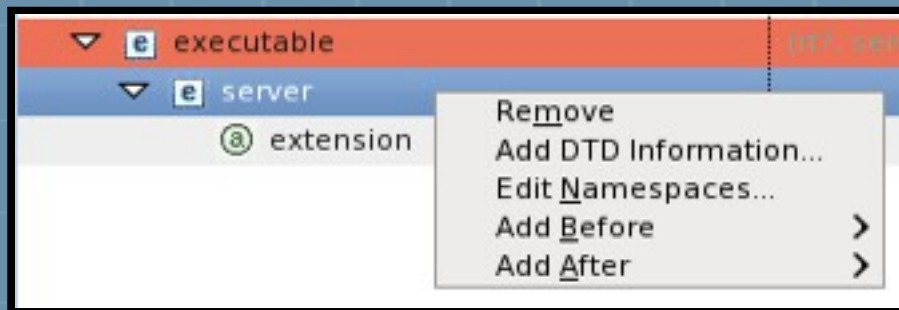 e executable
e server
a extension
Remove
Add DTD Information...
Edit Namespaces...
Add Before
Add After